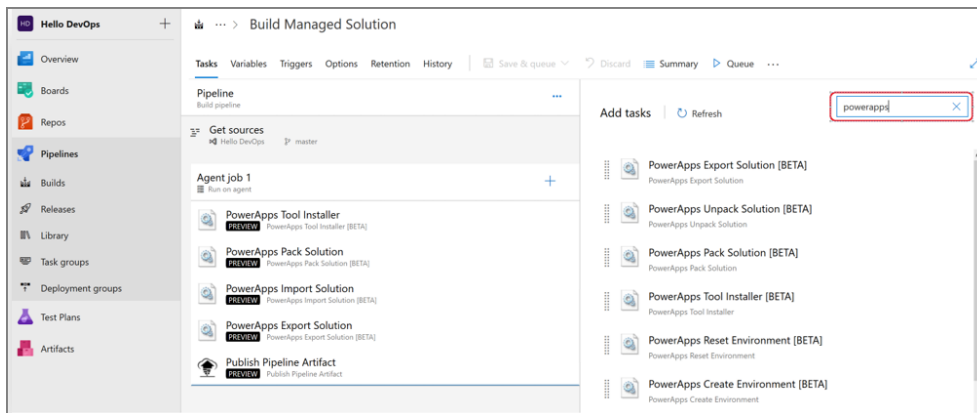 HD Hello DevOps
Overview
Boards
Repos
Pipelines
Builds
Releases
Library
Task groups
Deployment groups
Test Plans
Artifacts
... > Build Managed Solution
Tasks Variables Triggers Options Retention History Save & queue Discard Summary Queue ...
Pipeline
Build pipeline
Get sources
Hello DevOps master
Agent job 1
Run on agent
PowerApps Tool Installer
PREVIEW PowerApps Tool Installer [BETA]
PowerApps Pack Solution
PREVIEW PowerApps Pack Solution [BETA]
PowerApps Import Solution
PREVIEW PowerApps Import Solution [BETA]
PowerApps Export Solution
PREVIEW PowerApps Export Solution [BETA]
Publish Pipeline Artifact
PREVIEW Publish Pipeline Artifact
Add tasks Refresh powerapps
PowerApps Export Solution [BETA]
PowerApps Export Solution
PowerApps Unpack Solution [BETA]
PowerApps Unpack Solution
PowerApps Pack Solution [BETA]
PowerApps Pack Solution
PowerApps Tool Installer [BETA]
PowerApps Tool Installer
PowerApps Reset Environment [BETA]
PowerApps Reset Environment
PowerApps Create Environment [BETA]
PowerApps Create Environment